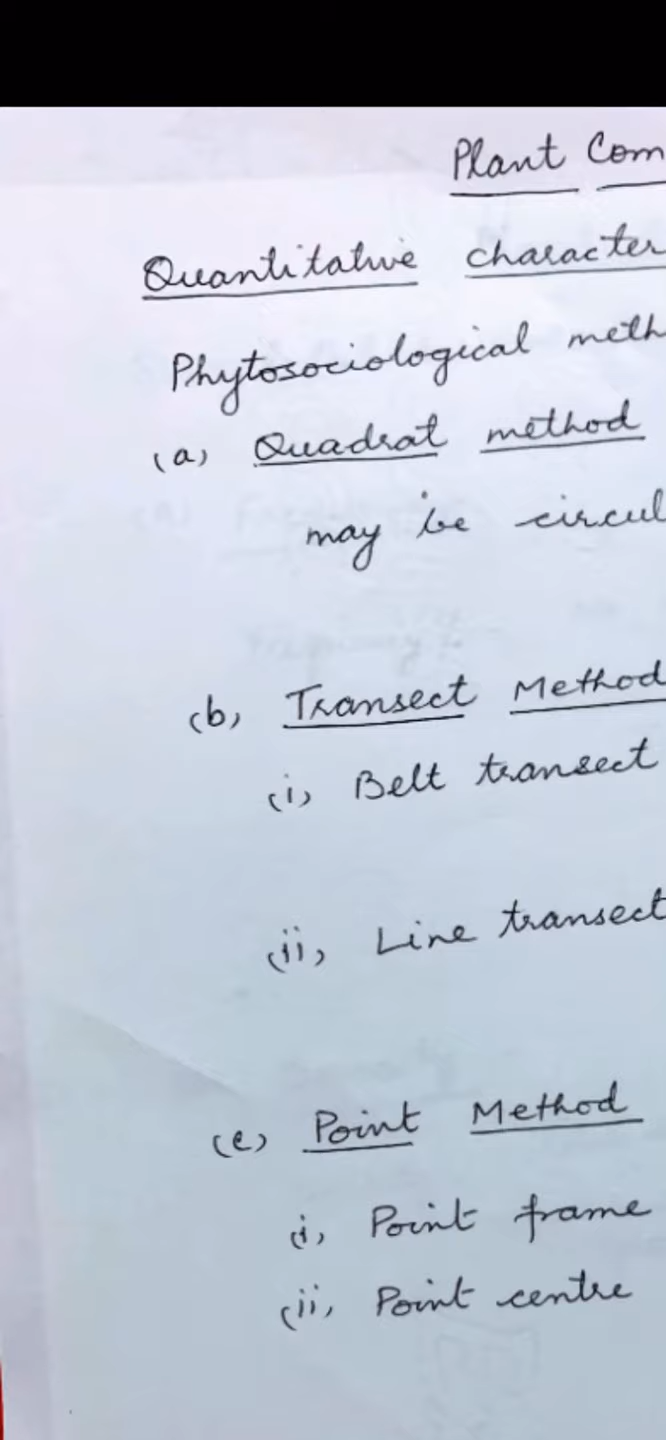 Plant Com
Quantitative character
Phytosociological meth
(a) Quadrat method
may be circul
(b) Transect Method
(i) Belt transect
(ii) Line transect
(c) Point Method
(i) Point frame
(ii) Point centre